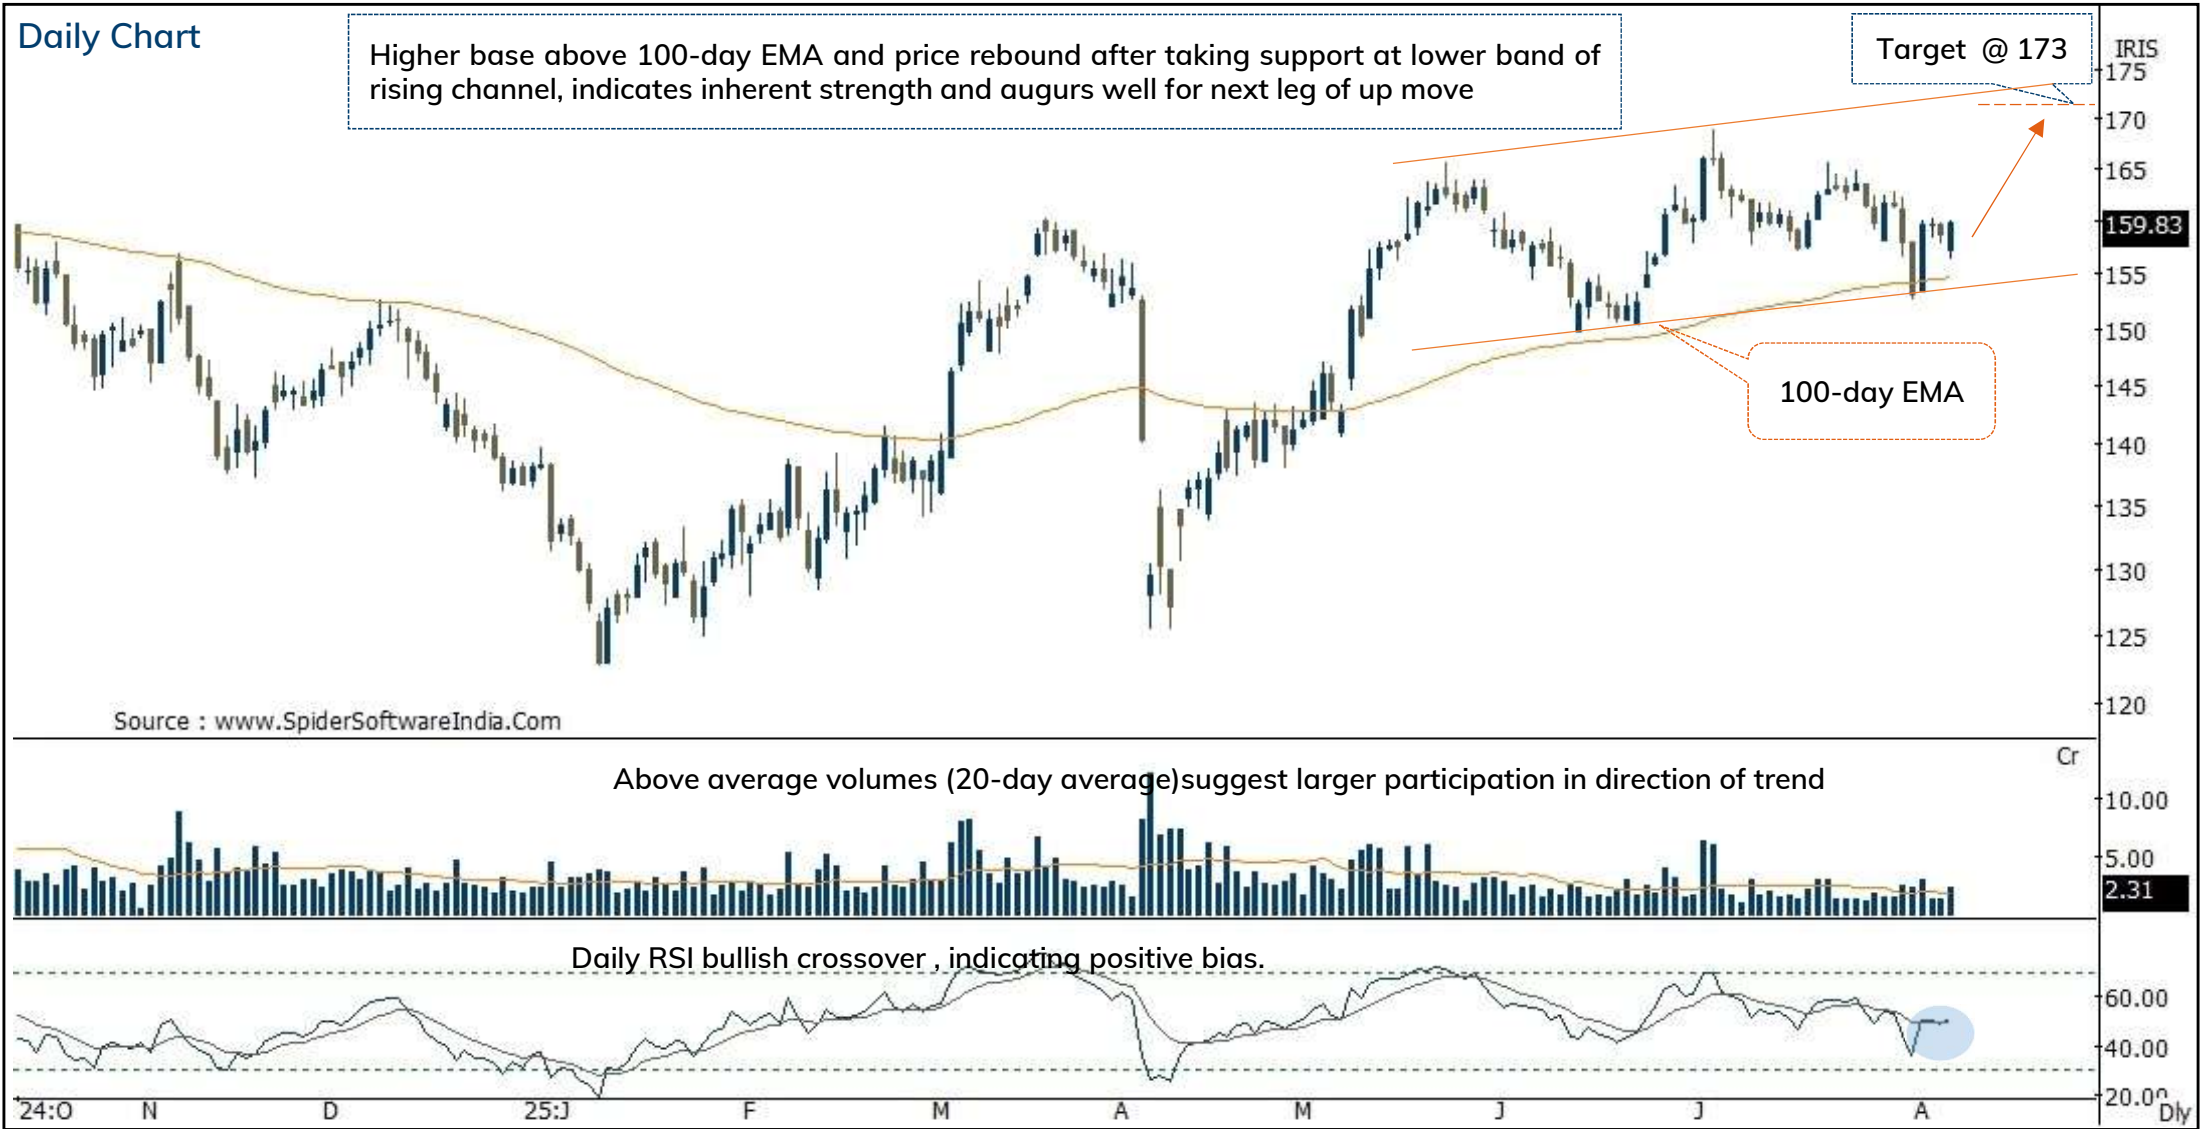 Daily Chart
Higher base above 100-day EMA and price rebound after taking support at lower band of
rising channel, indicates inherent strength and augurs well for next leg of up move
Target @ 173
IRIS
175
170
165
159.83
155
150
145
140
135
130
125
120
100-day EMA
Source : www.SpiderSoftwareIndia.Com
Cr
Above average volumes (20-day average)suggest larger participation in direction of trend
10.00
5.00
2.31
Daily RSI bullish crossover , indicating positive bias.
60.00
40.00
20.00
24:O N D 25:J F M A M J J A
Dly